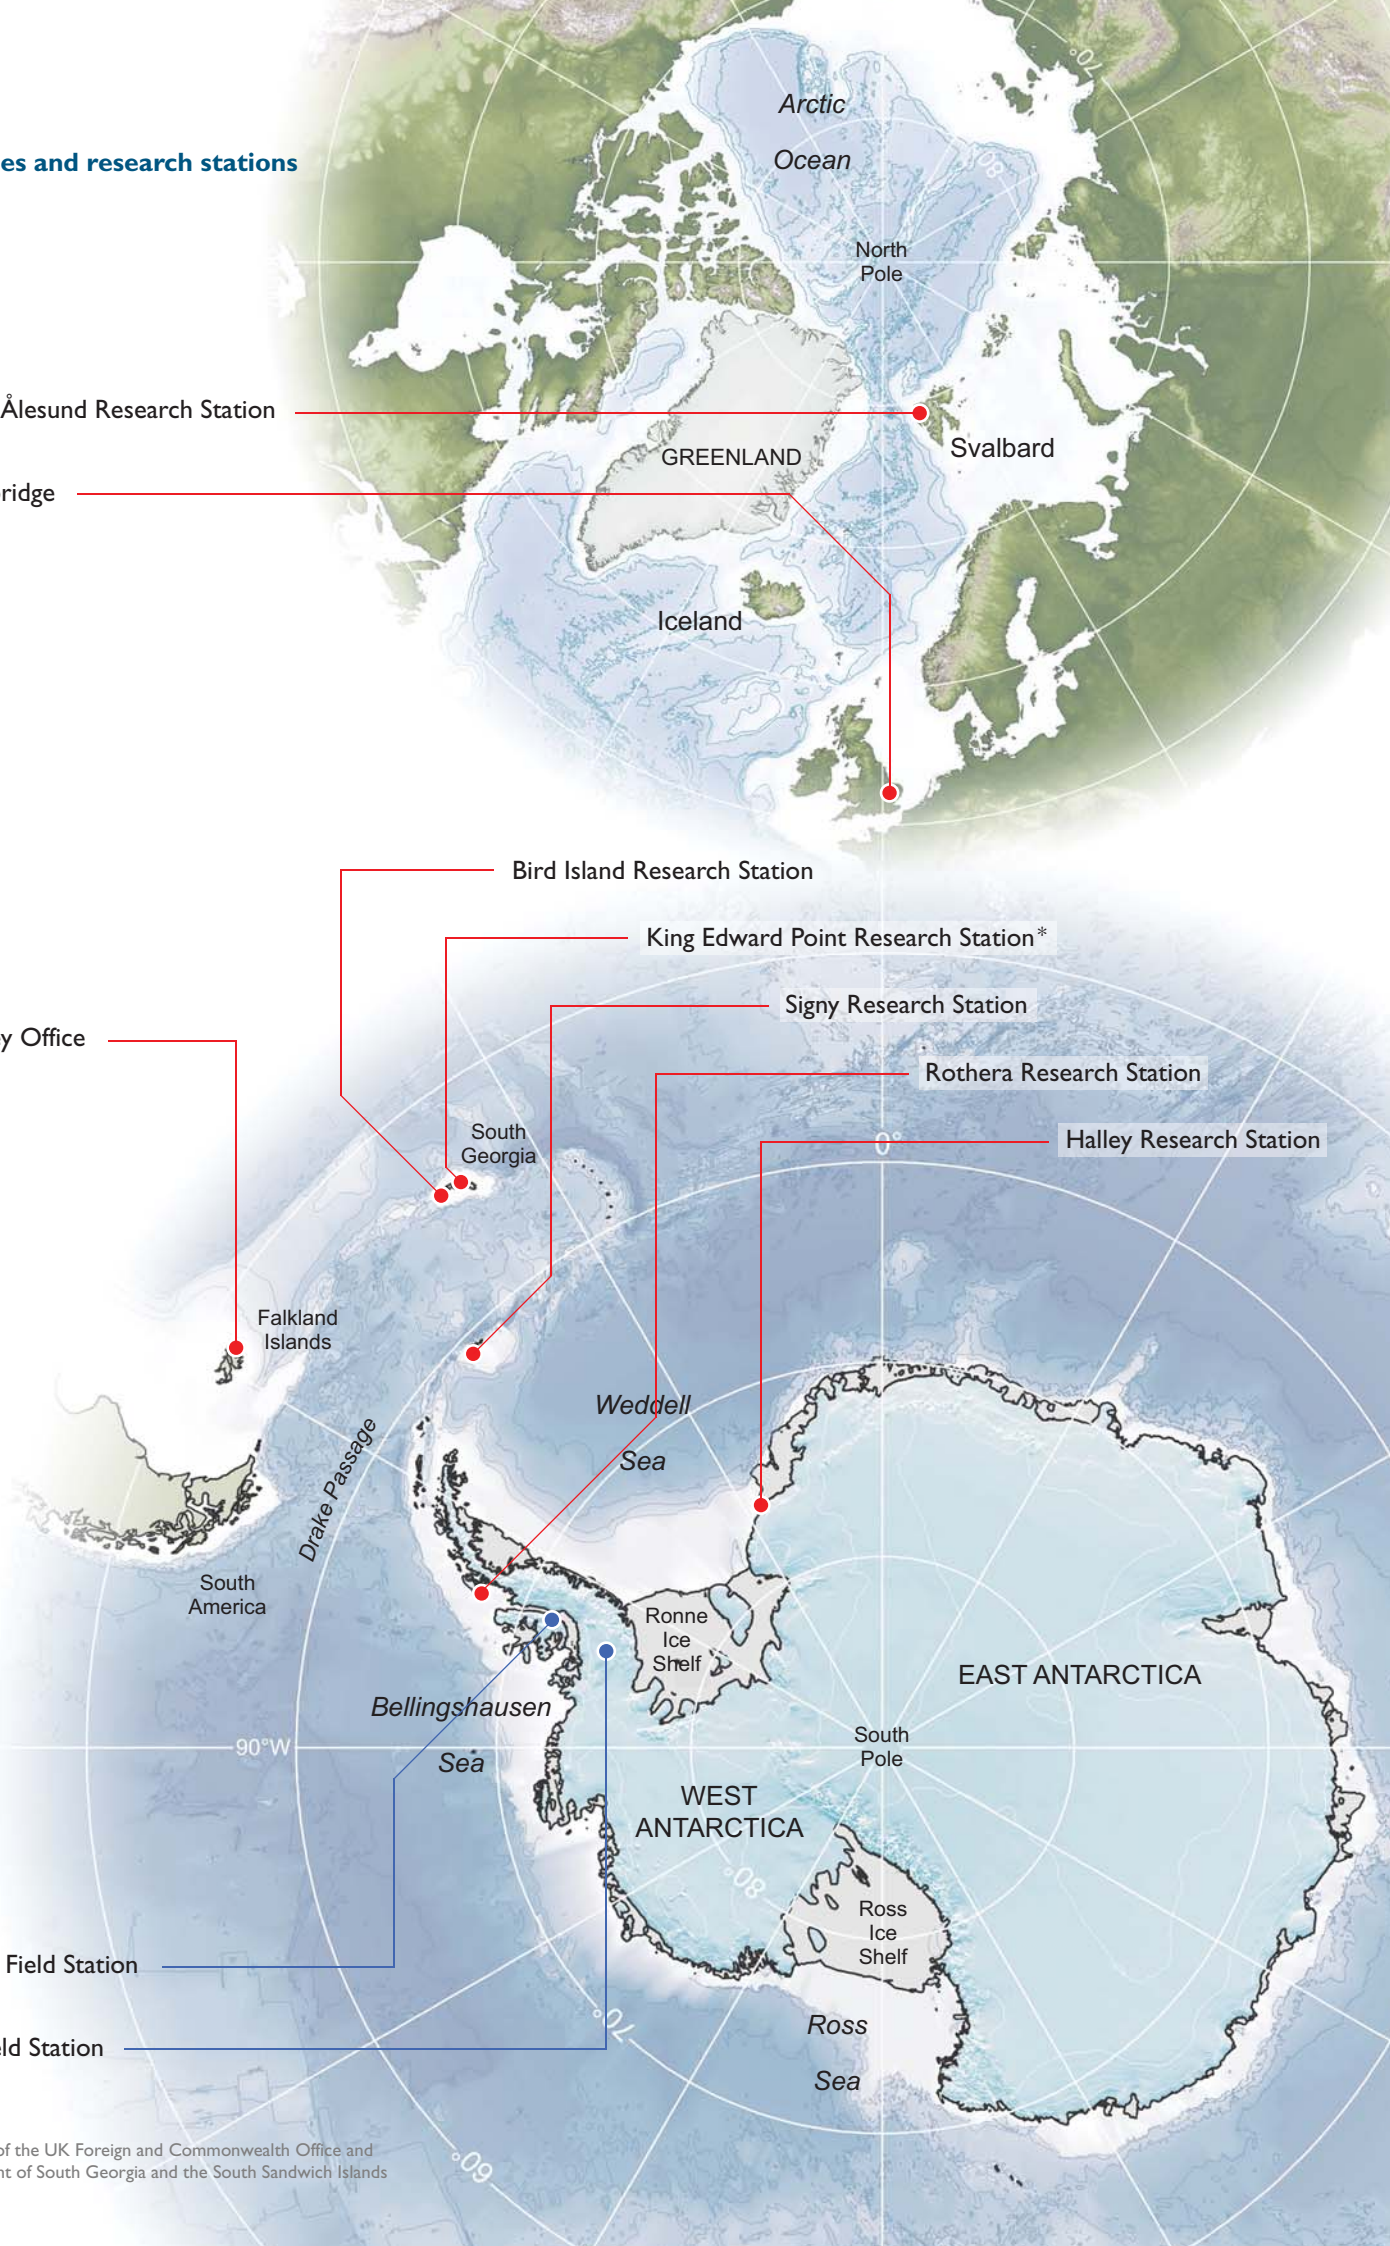 es and research stations
Arctic
Ocean
70°
80°
North
Pole
Ålesund Research Station
Svalbard
GREENLAND
ridge
Iceland
Bird Island Research Station
King Edward Point Research Station*
Signy Research Station
y Office
Rothera Research Station
South
Georgia
0°
Halley Research Station
Falkland
Islands
Weddell
Sea
Drake Passage
South
America
Ronne
Ice
Shelf
EAST ANTARCTICA
Bellingshausen
Sea
90°W
South
Pole
WEST
ANTARCTICA
80°
Ross
Ice
Shelf
Field Station
70°
Ross
Sea
ld Station
60°
of the UK Foreign and Commonwealth Office and
nt of South Georgia and the South Sandwich Islands